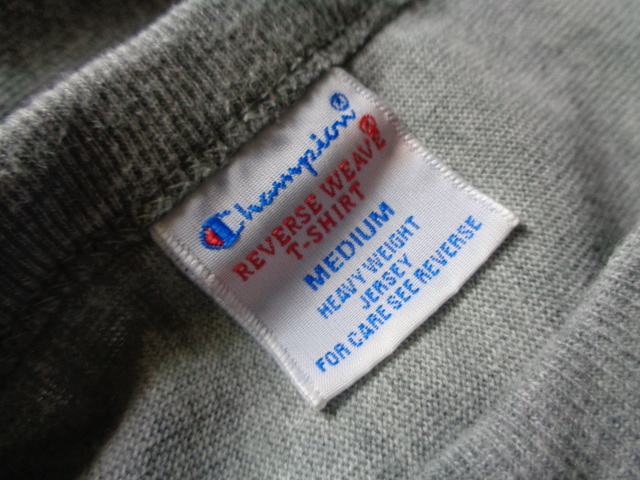 Champion®
REVERSE WEAVE®
T-SHIRT
MEDIUM
HEAVY WEIGHT
JERSEY
FOR CARE SEE REVERSE